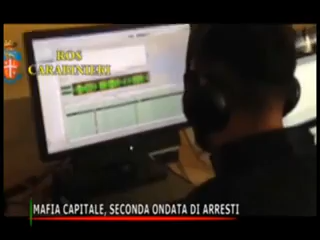 ROS
CARABINIERI
MAFIA CAPITALE, SECONDA ONDATA DI ARRESTI